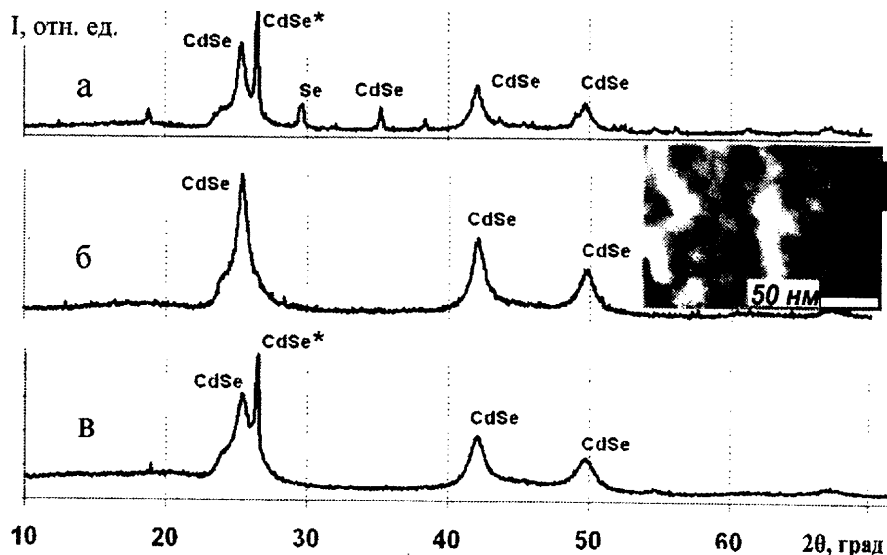 I, отн. ед.
CdSe
CdSe*
а
Se
CdSe
CdSe
CdSe
CdSe
б
CdSe
CdSe
50 нм
CdSe*
CdSe
в
CdSe
CdSe
10 20 30 40 50 60 2θ, град